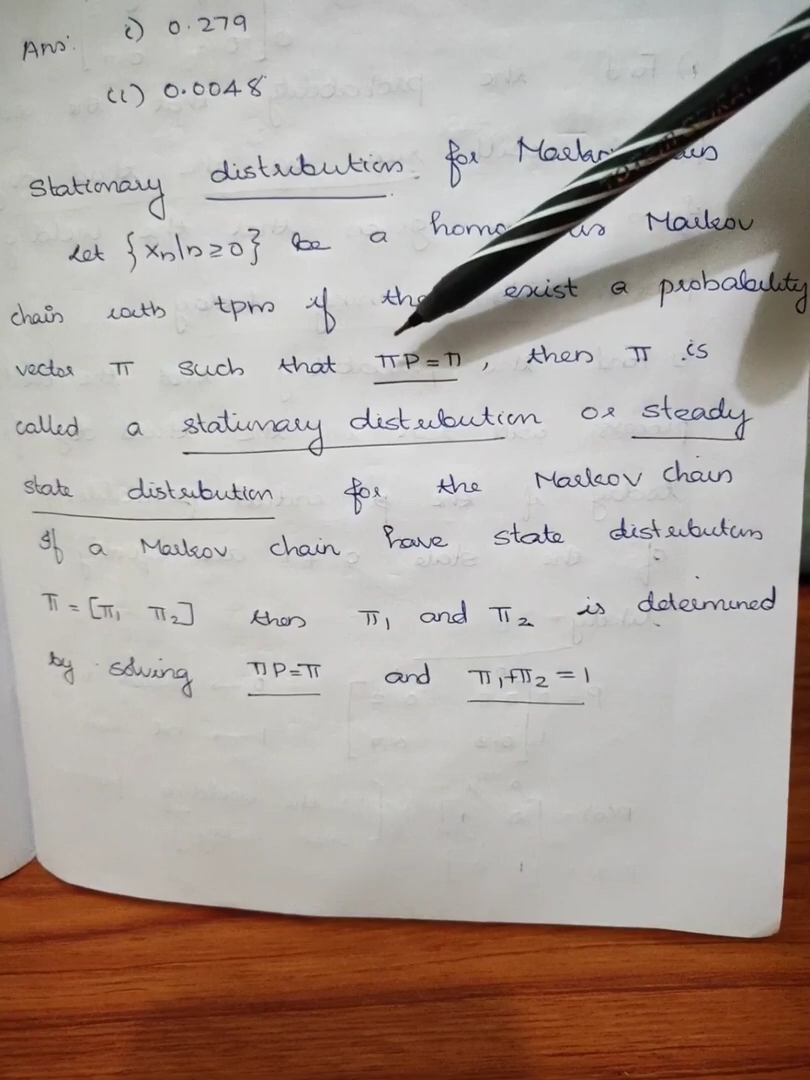 Ans: i) 0.279
(ii) 0.0048
Stationary distribution for Markov
Let {Xn|n≥0} be a Markov
chain with tpm if exist a probability
vector π such that πP=π, then π is
called a stationary distribution or steady
state distribution for the Markov chain
If a Markov chain have state distribution
π = [π1 π2] then π1 and π2 is determined
by solving πP=π and π1+π2=1